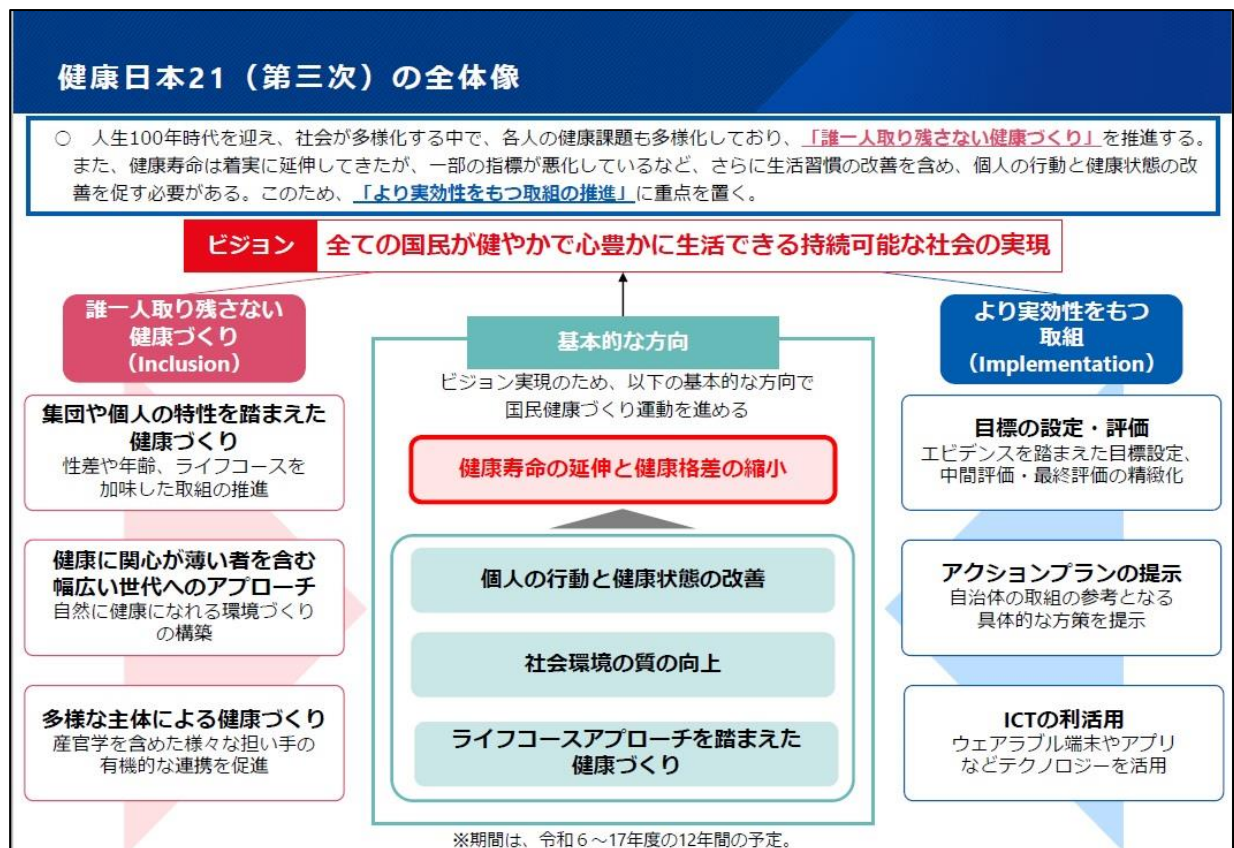 健康日本21（第三次）の全体像
○　人生100年時代を迎え、社会が多様化する中で、各人の健康課題も多様化しており、「誰一人取り残さない健康づくり」を推進する。
また、健康寿命は着実に延伸してきたが、一部の指標が悪化しているなど、さらに生活習慣の改善を含め、個人の行動と健康状態の改
善を促す必要がある。このため、「より実効性をもつ取組の推進」に重点を置く。
ビジョン　全ての国民が健やかで心豊かに生活できる持続可能な社会の実現
誰一人取り残さない
健康づくり
（Inclusion）
集団や個人の特性を踏まえた
健康づくり
性差や年齢、ライフコースを
加味した取組の推進
健康に関心が薄い者を含む
幅広い世代へのアプローチ
自然に健康になれる環境づくり
の構築
多様な主体による健康づくり
産官学を含めた様々な担い手の
有機的な連携を促進
基本的な方向
ビジョン実現のため、以下の基本的な方向で
国民健康づくり運動を進める
健康寿命の延伸と健康格差の縮小
個人の行動と健康状態の改善
社会環境の質の向上
ライフコースアプローチを踏まえた
健康づくり
※期間は、令和６～17年度の12年間の予定。
より実効性をもつ
取組
（Implementation）
目標の設定・評価
エビデンスを踏まえた目標設定、
中間評価・最終評価の精緻化
アクションプランの提示
自治体の取組の参考となる
具体的な方策を提示
ICTの利活用
ウェアラブル端末やアプリ
などテクノロジーを活用